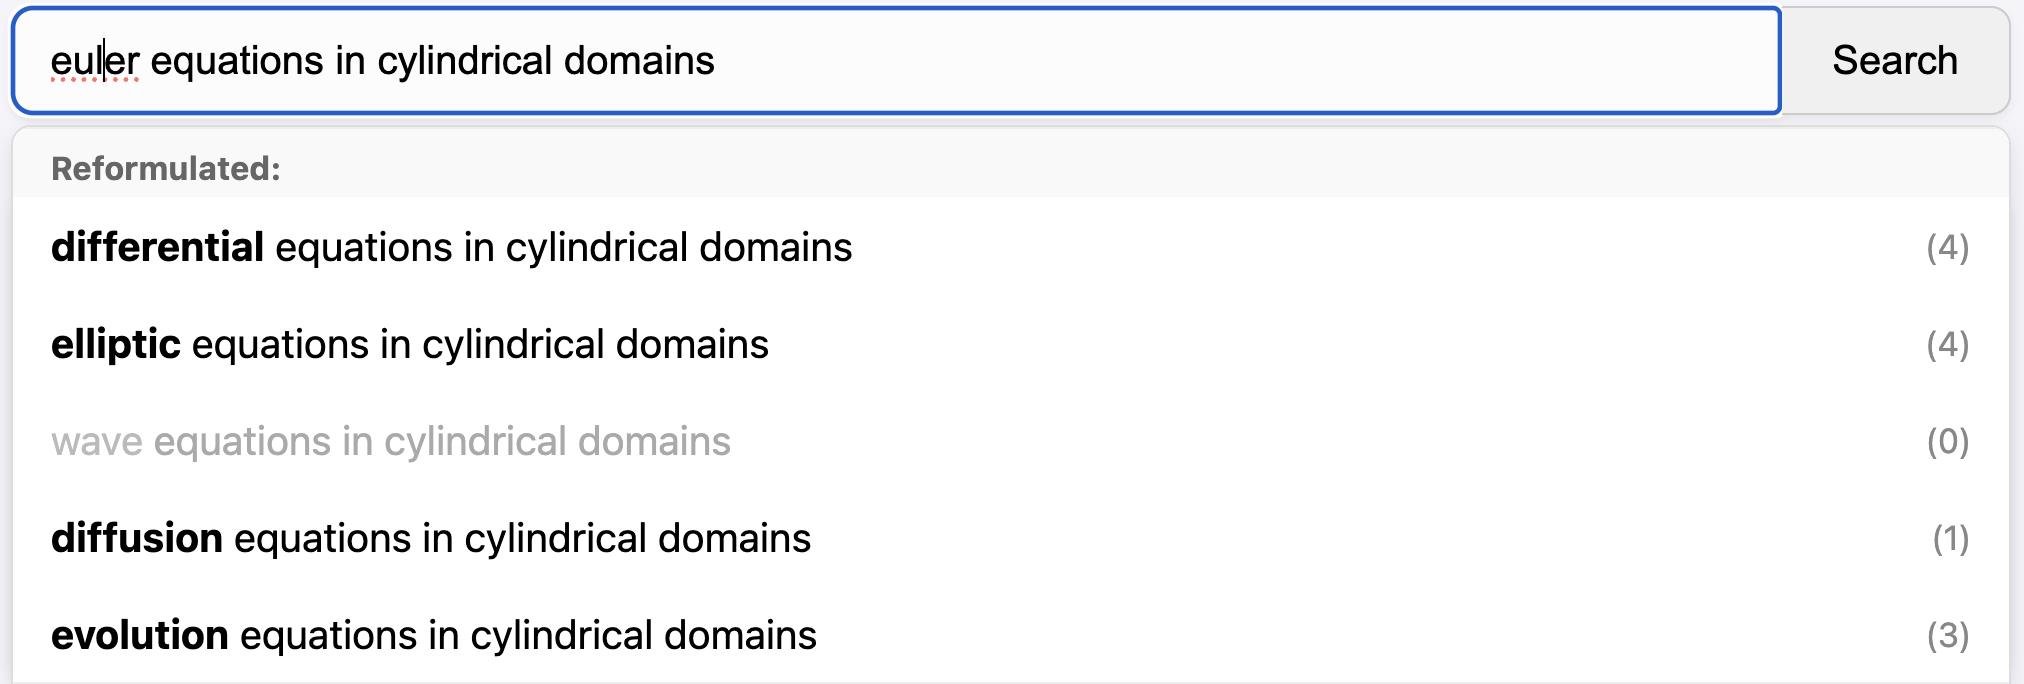 euler equations in cylindrical domains
Search
Reformulated:
differential equations in cylindrical domains (4)
elliptic equations in cylindrical domains (4)
wave equations in cylindrical domains (0)
diffusion equations in cylindrical domains (1)
evolution equations in cylindrical domains (3)